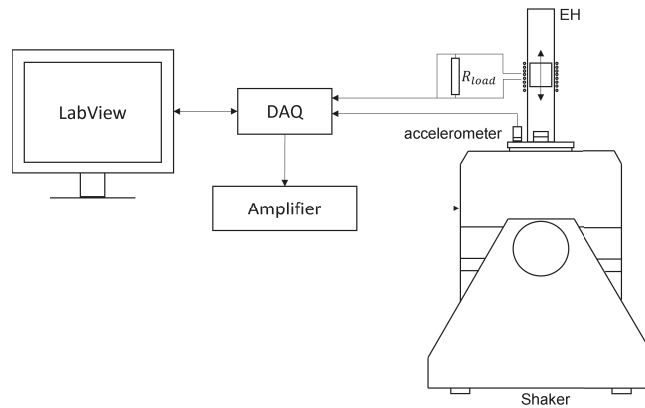 EH
R_load
LabView
DAQ
accelerometer
Amplifier
Shaker